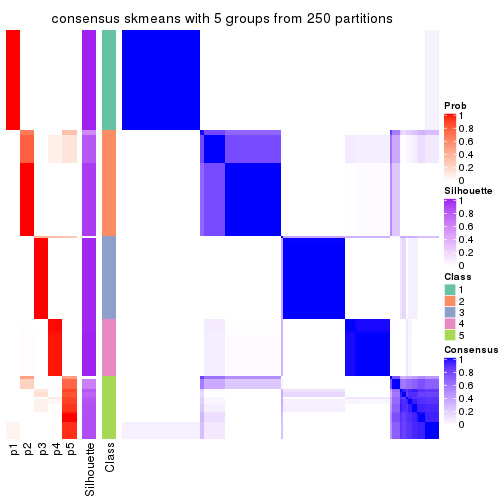 consensus skmeans with 5 groups from 250 partitions
Prob
1
0.8
0.6
0.4
0.2
0
Silhouette
1
0.8
0.6
0.4
0.2
0
Class
1
2
3
4
5
Consensus
1
0.8
0.6
0.4
0.2
0
p1
p2
p3
p4
p5
Silhouette
Class